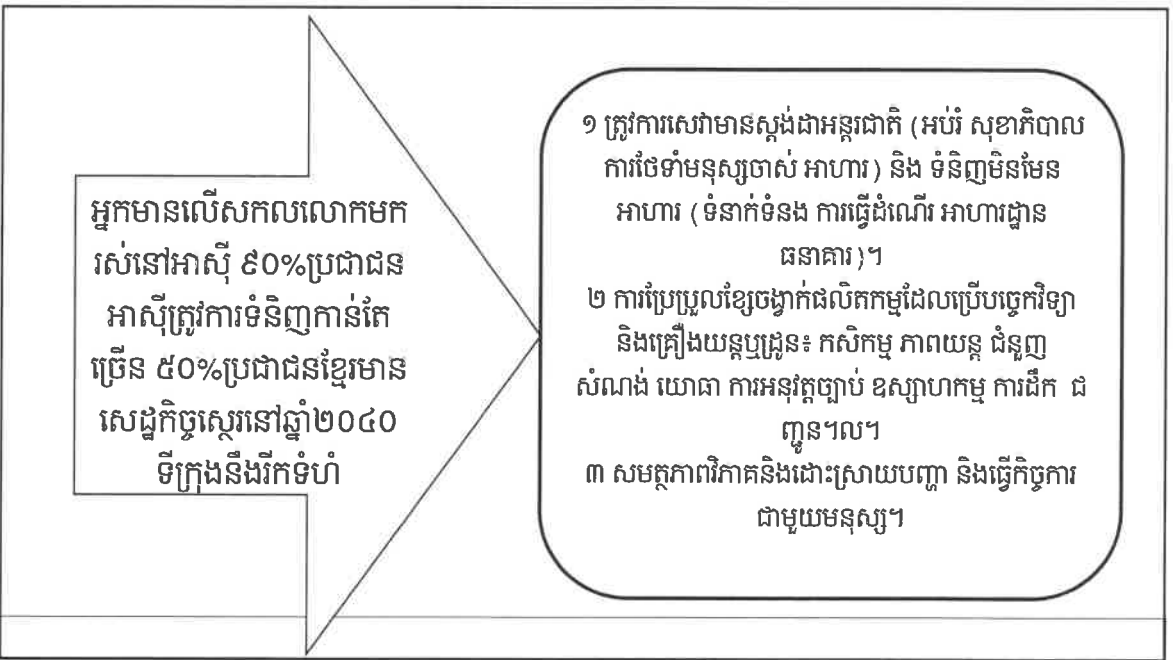 អ្នកមានលើសកលលោកមក
រស់នៅអាស៊ី ៩០%ប្រជាជន
អាស៊ីត្រូវការទំនិញកាន់តែ
ច្រើន ៥០%ប្រជាជនខ្មែរមាន
សេដ្ឋកិច្ចស្ថេរនៅឆ្នាំ២០៤០
ទីក្រុងនឹងរីកទំហំ
១ ត្រូវការសេវាមានស្តង់ដាអន្តរជាតិ (អប់រំ សុខាភិបាល
ការថែទាំមនុស្សចាស់ អាហារ) និង ទំនិញមិនមែន
អាហារ (ទំនាក់ទំនង ការធ្វើដំណើរ អាហារដ្ឋាន
ធនាគារ)។
២ ការប្រែប្រួលខ្សែចង្វាក់ផលិតកម្មដែលប្រើបច្ចេកវិទ្យា
និងគ្រឿងយន្តឬដ្រូន៖ កសិកម្ម ភាពយន្ត ជំនួញ
សំណង់ យោធា ការអនុវត្តច្បាប់ ឧស្សាហកម្ម ការដឹក ជ
ញ្ជូន។ល។
៣ សមត្ថភាពវិភាគនិងដោះស្រាយបញ្ហា និងធ្វើកិច្ចការ
ជាមួយមនុស្ស។